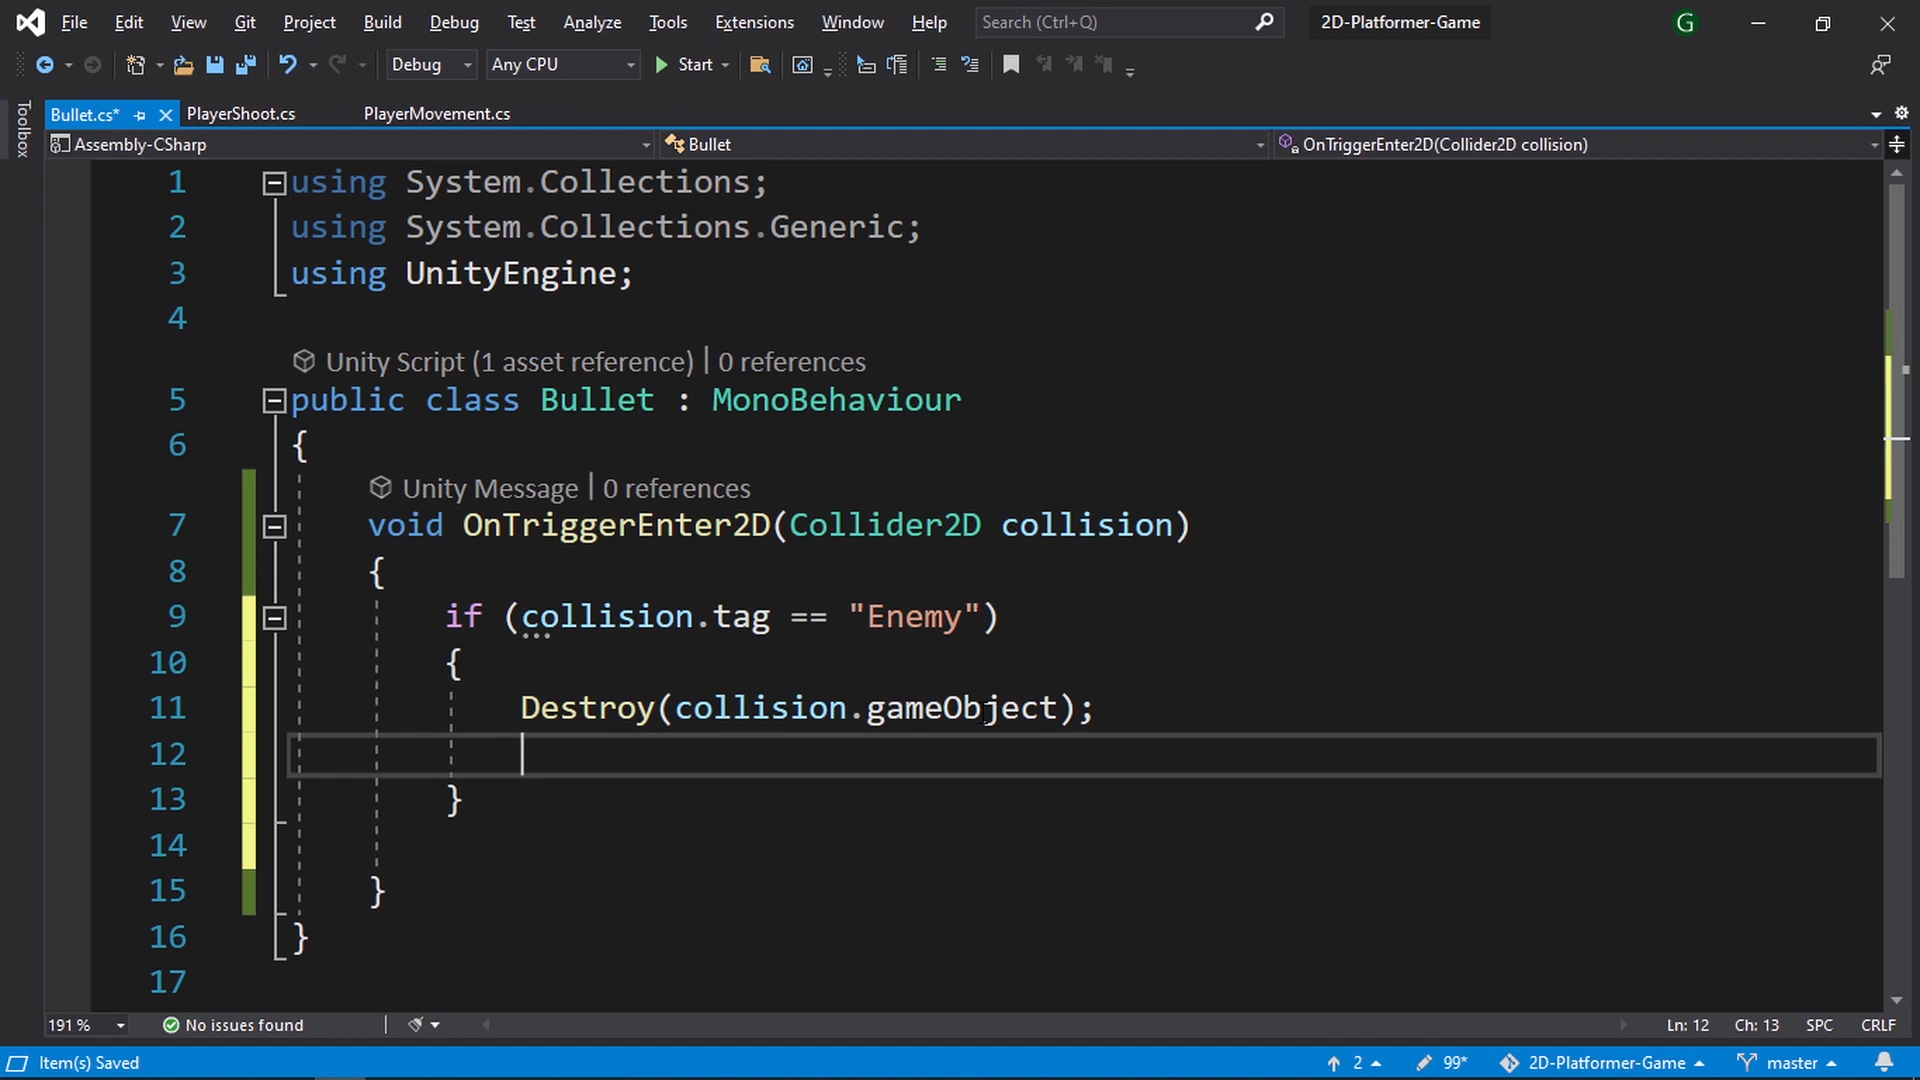 File Edit View Git Project Build Debug Test Analyze Tools Extensions Window Help Search (Ctrl+Q) 2D-Platformer-Game G
Debug Any CPU Start
Toolbox
Bullet.cs* PlayerShoot.cs PlayerMovement.cs
Assembly-CSharp Bullet OnTriggerEnter2D(Collider2D collision)
1 using System.Collections;
2 using System.Collections.Generic;
3 using UnityEngine;
4
Unity Script (1 asset reference) | 0 references
5 public class Bullet : MonoBehaviour
6 {
Unity Message | 0 references
7 void OnTriggerEnter2D(Collider2D collision)
8 {
9 if (collision.tag == "Enemy")
10 {
11 Destroy(collision.gameObject);
12
13 }
14
15 }
16 }
17
191 % No issues found Ln: 12 Ch: 13 SPC CRLF
Item(s) Saved 2 99* 2D-Platformer-Game master